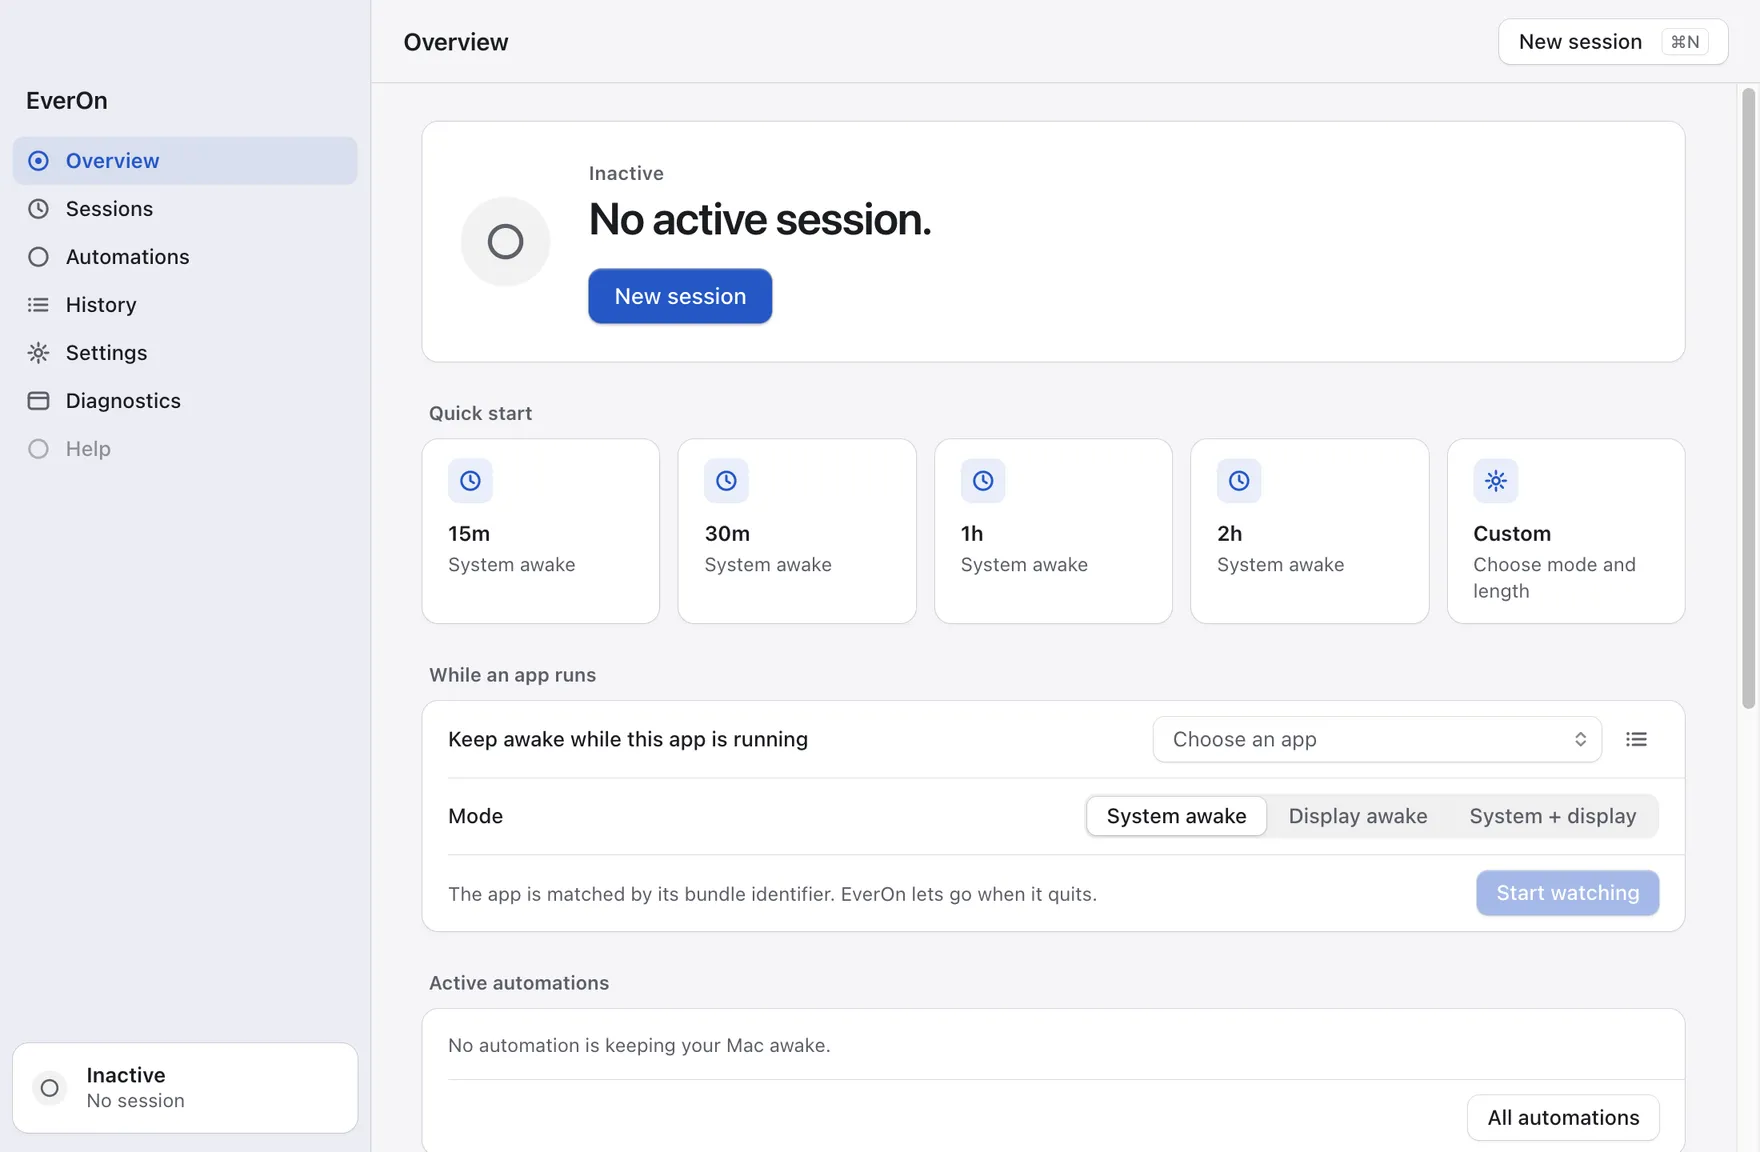 Overview
New session ⌘N
EverOn
Overview
Sessions
Automations
History
Settings
Diagnostics
Help
Inactive
No session
Inactive
No active session.
New session
Quick start
15m
System awake
30m
System awake
1h
System awake
2h
System awake
Custom
Choose mode and
length
While an app runs
Keep awake while this app is running
Choose an app
Mode
System awake
Display awake
System + display
The app is matched by its bundle identifier. EverOn lets go when it quits.
Start watching
Active automations
No automation is keeping your Mac awake.
All automations